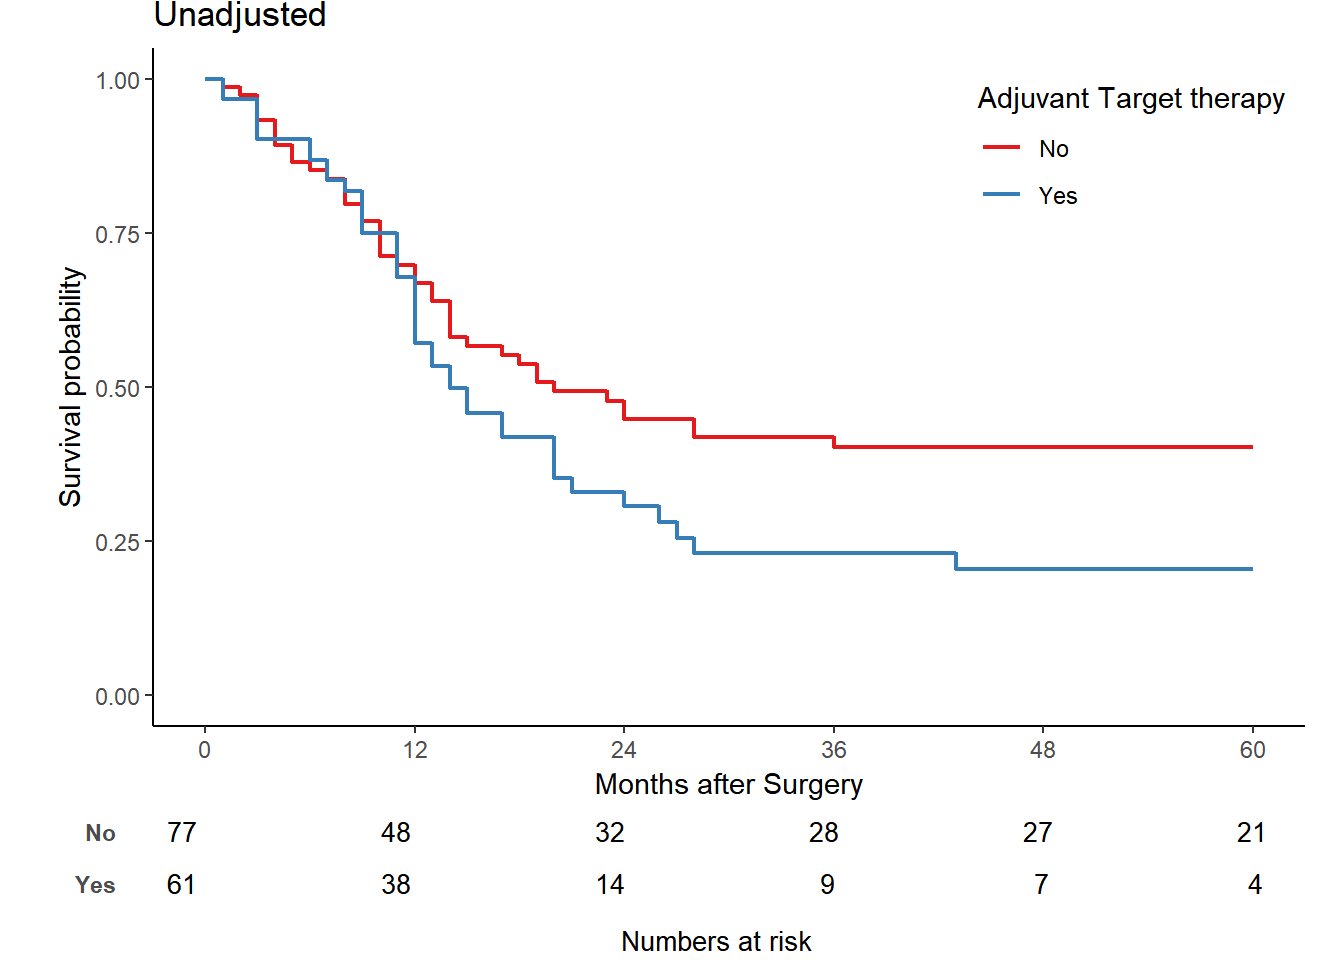 Unadjusted
Adjuvant Target therapy
No
Yes
Survival probability
1.00
0.75
0.50
0.25
0.00
0 12 24 36 48 60
Months after Surgery
No 77 48 32 28 27 21
Yes 61 38 14 9 7 4
Numbers at risk